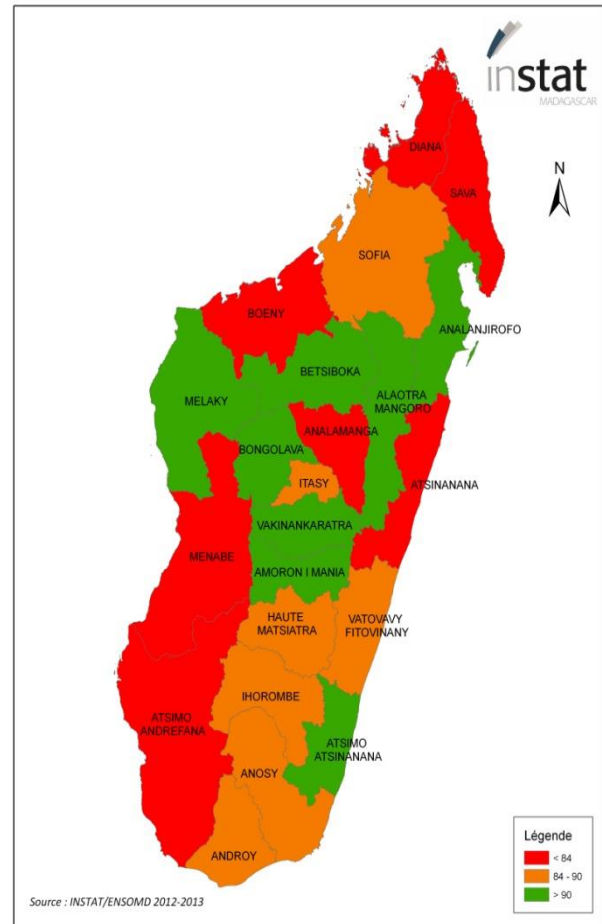 instat
MADAGASCAR
N
DIANA
SAVA
SOFIA
BOENY
ANALANJIROFO
BETSIBOKA
MELAKY
ALAOTRA
MANGORO
ANALAMANGA
BONGOLAVA
ITASY
ATSINANANA
VAKINANKARATRA
MENABE
AMORON I MANIA
HAUTE
MATSIATRA
VATOVAVY
FITOVINANY
IHOROMBE
ATSIMO
ANDREFANA
ATSIMO
ATSINANANA
ANOSY
ANDROY
Légende
< 84
84 - 90
> 90
Source : INSTAT/ENSOMD 2012-2013